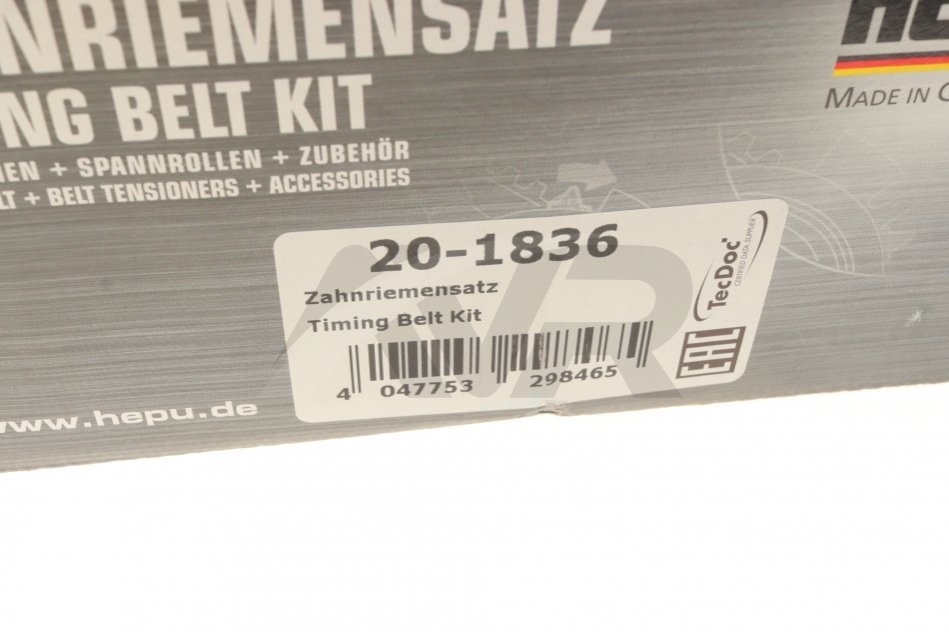 NRIEMENSATZ
NG BELT KIT
EN + SPANNROLLEN + ZUBEHÖR
LT + BELT TENSIONERS + ACCESSORIES
MADE IN
20-1836
Zahnriemensatz
Timing Belt Kit
4 047753 298465
TecDoc
CERTIFIED DATA SUPPLIER
EAC
www.hepu.de